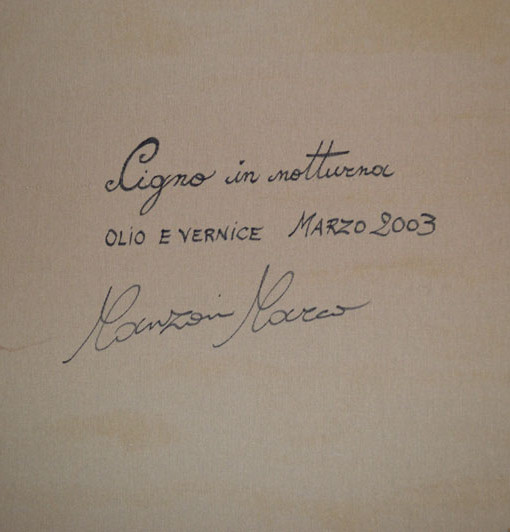 Cigno in notturna
OLIO E VERNICE MARZO 2003
Manzoni Marco